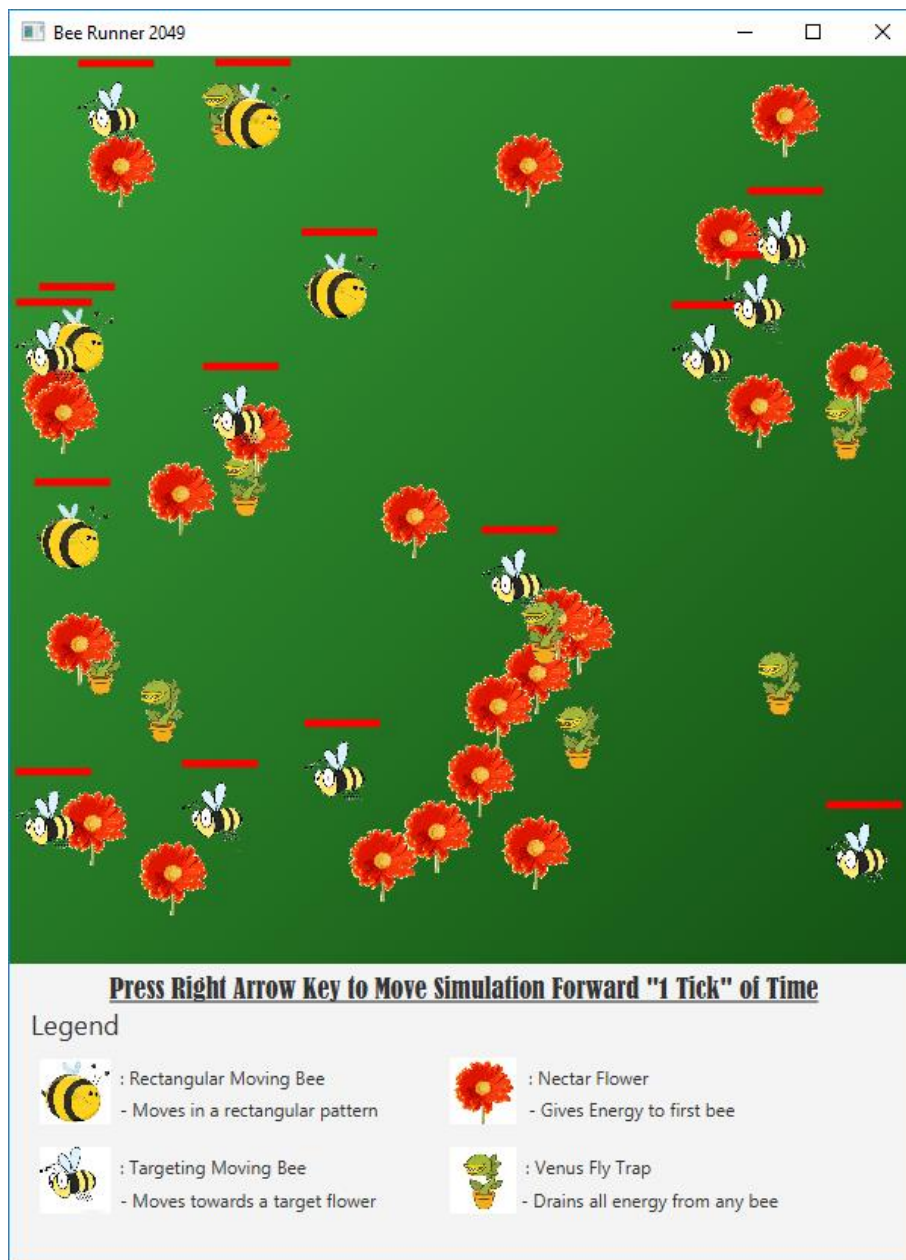 Bee Runner 2049
Press Right Arrow Key to Move Simulation Forward "1 Tick" of Time
Legend
: Rectangular Moving Bee
- Moves in a rectangular pattern
: Nectar Flower
- Gives Energy to first bee
: Targeting Moving Bee
- Moves towards a target flower
: Venus Fly Trap
- Drains all energy from any bee